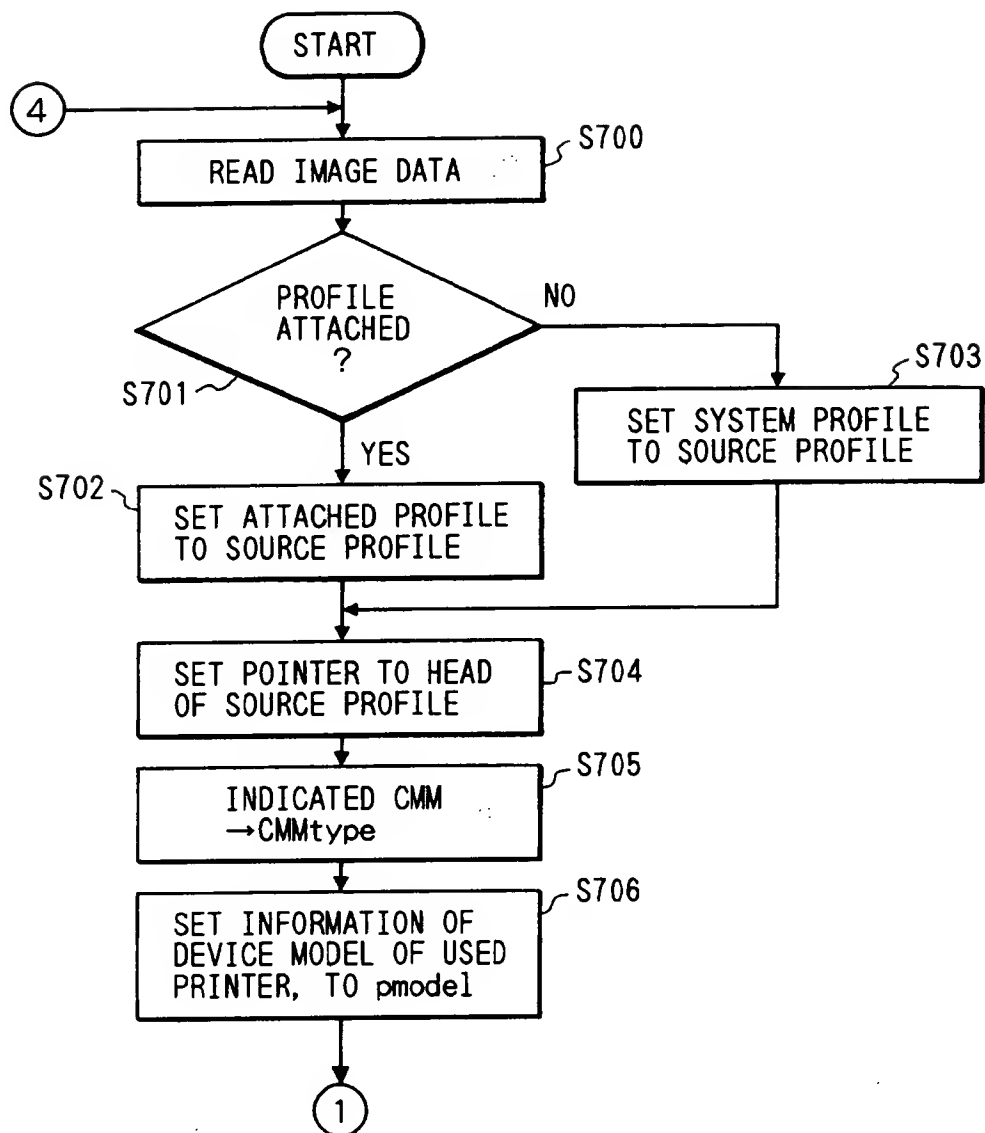 START
4
S700
READ IMAGE DATA
PROFILE
ATTACHED
?
NO
S701
YES
S703
SET SYSTEM PROFILE
TO SOURCE PROFILE
S702
SET ATTACHED PROFILE
TO SOURCE PROFILE
SET POINTER TO HEAD
OF SOURCE PROFILE
S704
S705
INDICATED CMM
→CMMtype
S706
SET INFORMATION OF
DEVICE MODEL OF USED
PRINTER, TO pmodel
1